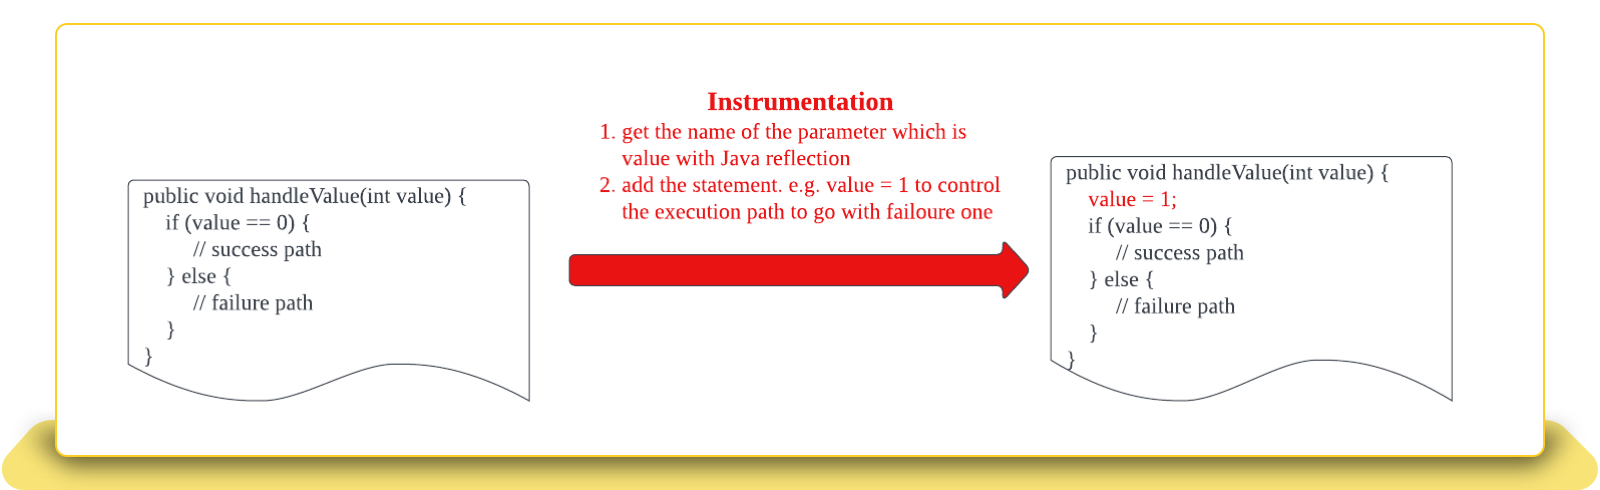 Instrumentation
1. get the name of the parameter which is
value with Java reflection
2. add the statement. e.g. value = 1 to control
the execution path to go with failoure one
public void handleValue(int value) {
if (value == 0) {
// success path
} else {
// failure path
}
}
public void handleValue(int value) {
value = 1;
if (value == 0) {
// success path
} else {
// failure path
}
}